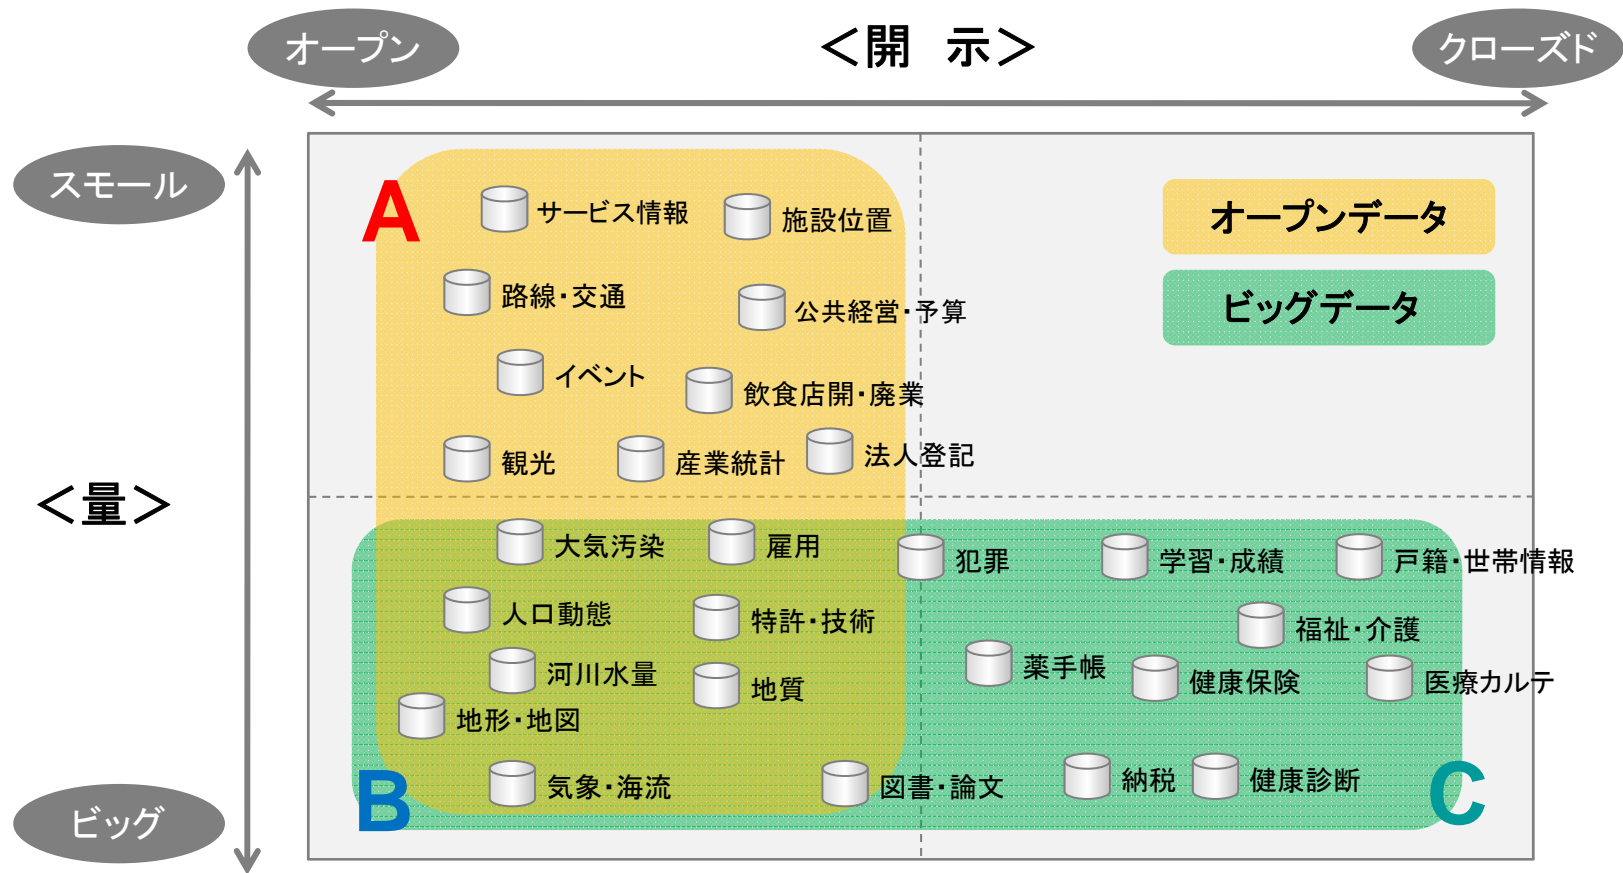 オープン
＜開　示＞
クローズド
スモール
＜量＞
ビッグ
オープンデータ
ビッグデータ
A
サービス情報
施設位置
路線・交通
公共経営・予算
イベント
飲食店開・廃業
観光
産業統計
法人登記
大気汚染
雇用
犯罪
学習・成績
戸籍・世帯情報
人口動態
特許・技術
福祉・介護
河川水量
地質
薬手帳
健康保険
医療カルテ
地形・地図
B
気象・海流
図書・論文
納税
健康診断
C